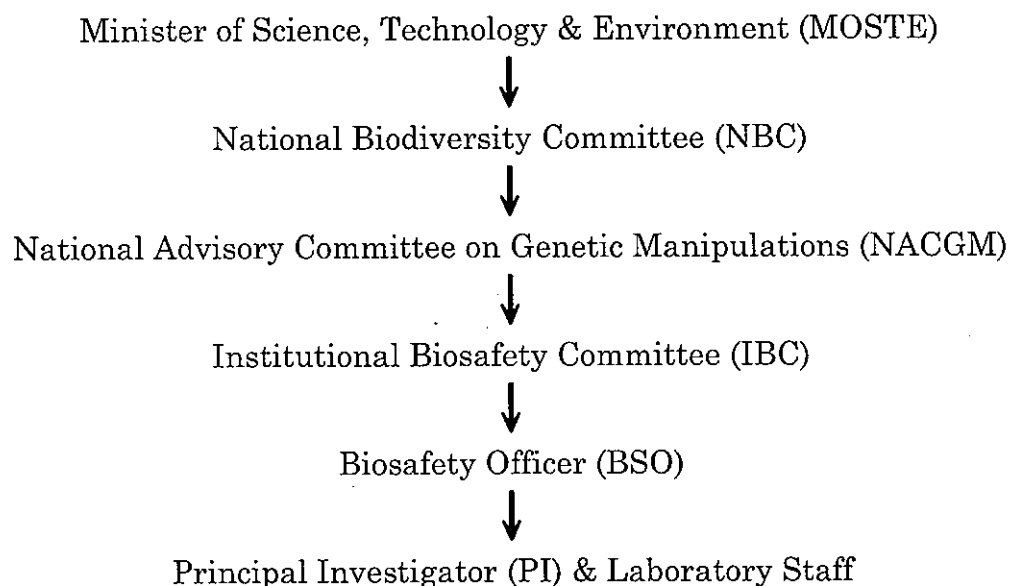 Minister of Science, Technology & Environment (MOSTE)
National Biodiversity Committee (NBC)
National Advisory Committee on Genetic Manipulations (NACGM)
Institutional Biosafety Committee (IBC)
Biosafety Officer (BSO)
Principal Investigator (PI) & Laboratory Staff